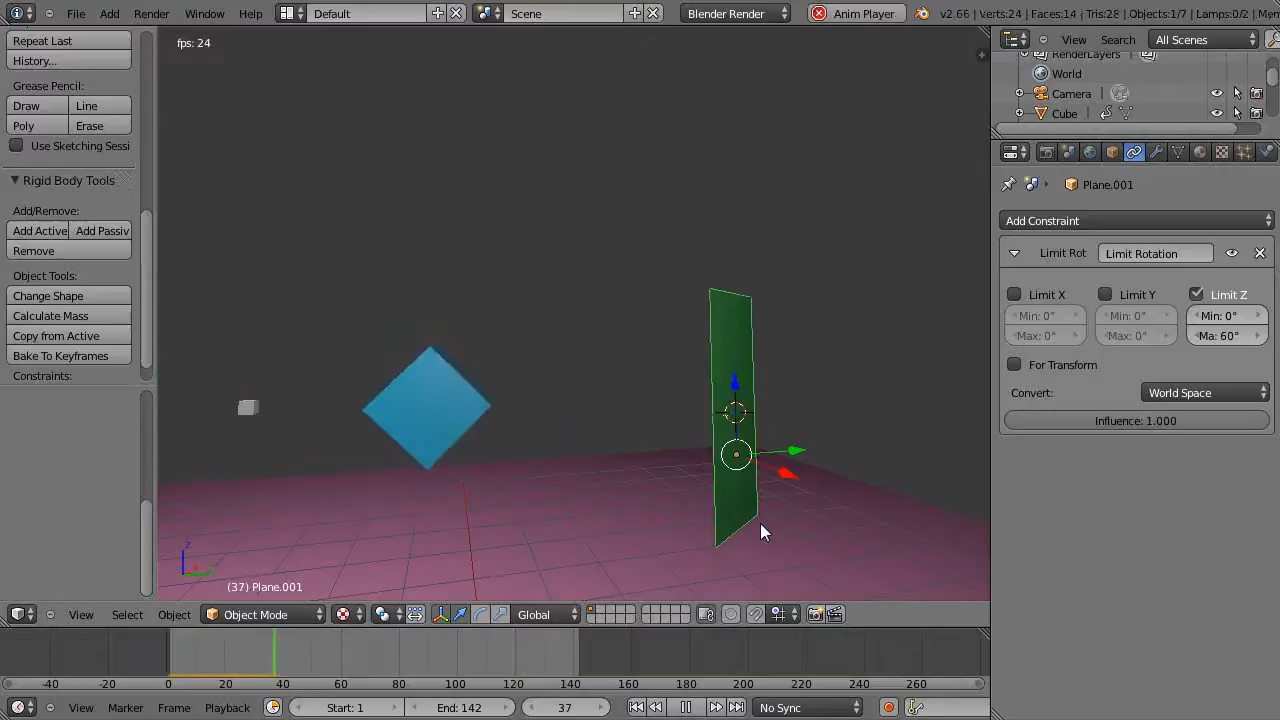 File Add Render Window Help Default Scene Blender Render Anim Player v2.66 | Verts:24 | Faces:14 | Tris:28 | Objects:1/7 | Lamps:0/2 |
Repeat Last
History...
Grease Pencil:
Draw Line
Poly Erase
Use Sketching Sessi
Rigid Body Tools
Add/Remove:
Add Active Add Passiv
Remove
Object Tools:
Change Shape
Calculate Mass
Copy from Active
Bake To Keyframes
Constraints:
fps: 24
z
(37) Plane.001
View Search All Scenes
RenderLayers
World
Camera
Cube
Plane.001
Add Constraint
Limit Rot Limit Rotation
Limit X Limit Y Limit Z
Min: 0° Min: 0° Min: 0°
Max: 0° Max: 0° Ma: 60°
For Transform
Convert: World Space
Influence: 1.000
View Select Object Object Mode Global
-40 -20 0 20 40 60 80 100 120 140 160 180 200 220 240 260
View Marker Frame Playback Start: 1 End: 142 37 No Sync